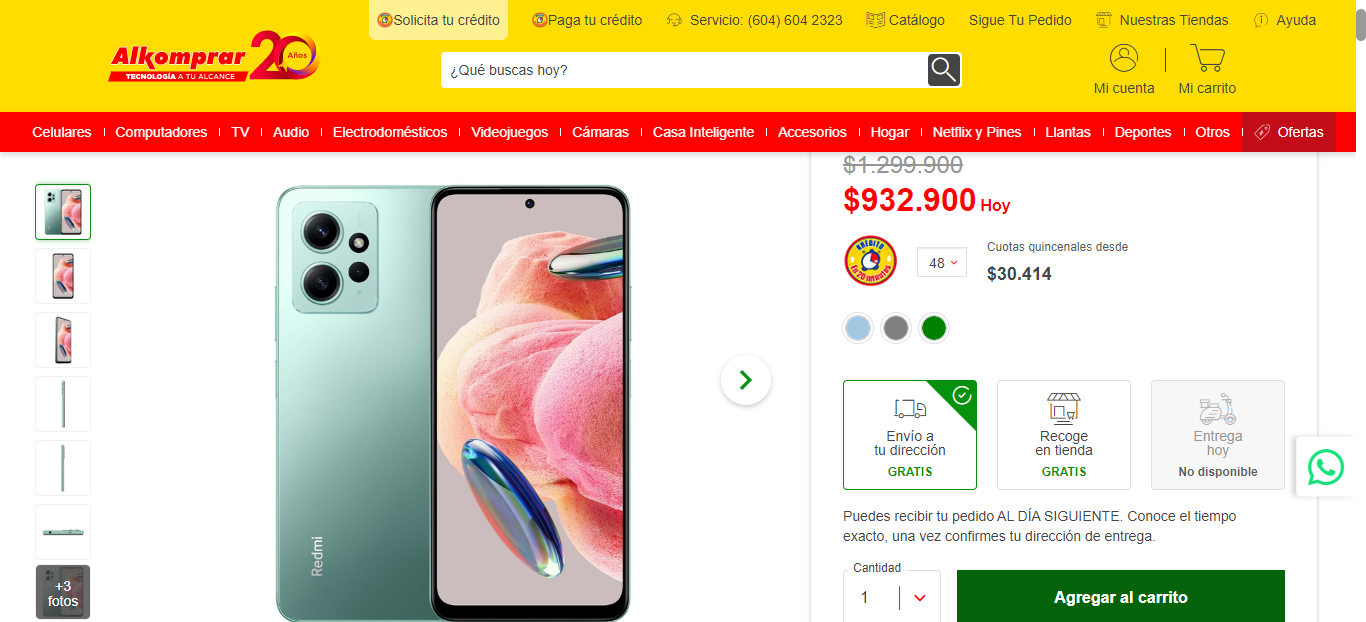 Solicita tu crédito
Paga tu crédito
Servicio: (604) 604 2323
Catálogo
Sigue Tu Pedido
Nuestras Tiendas
Ayuda
Alkomprar 20 Años
TECNOLOGÍA A TU ALCANCE
¿Qué buscas hoy?
Mi cuenta
Mi carrito
Celulares
Computadores
TV
Audio
Electrodomésticos
Videojuegos
Cámaras
Casa Inteligente
Accesorios
Hogar
Netflix y Pines
Llantas
Deportes
Otros
Ofertas
$1.299.900
$932.900 Hoy
KRÉDITO
En 20 minutos
48
Cuotas quincenales desde
$30.414
Envío a
tu dirección
GRATIS
Recoge
en tienda
GRATIS
Entrega
hoy
No disponible
Puedes recibir tu pedido AL DÍA SIGUIENTE. Conoce el tiempo
exacto, una vez confirmes tu dirección de entrega.
Cantidad
1
Agregar al carrito
Redmi
+3
fotos